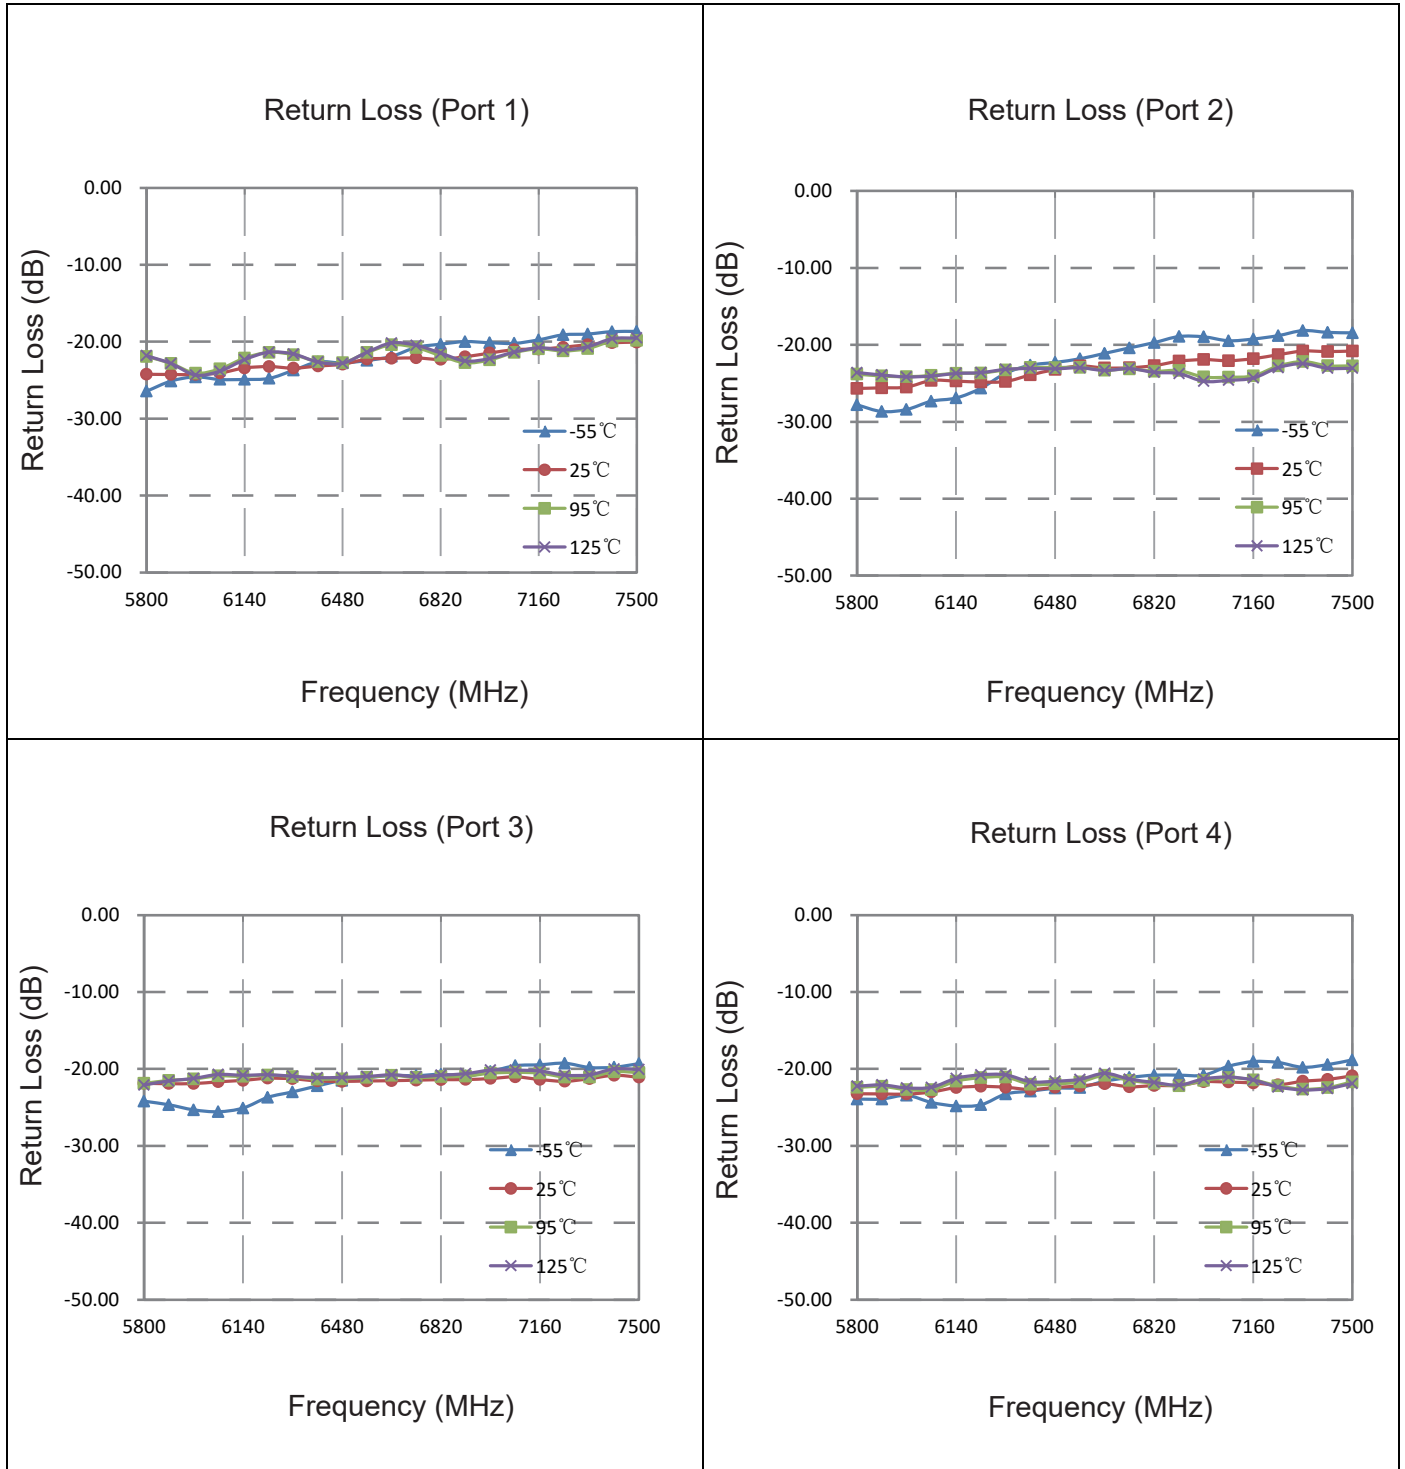 Return Loss (Port 1)
Return Loss (dB)
0.00
-10.00
-20.00
-30.00
-40.00
-50.00
-55℃
25℃
95℃
125℃
5800 6140 6480 6820 7160 7500
Frequency (MHz)
Return Loss (Port 2)
Return Loss (dB)
0.00
-10.00
-20.00
-30.00
-40.00
-50.00
-55℃
25℃
95℃
125℃
5800 6140 6480 6820 7160 7500
Frequency (MHz)
Return Loss (Port 3)
Return Loss (dB)
0.00
-10.00
-20.00
-30.00
-40.00
-50.00
-55℃
25℃
95℃
125℃
5800 6140 6480 6820 7160 7500
Frequency (MHz)
Return Loss (Port 4)
Return Loss (dB)
0.00
-10.00
-20.00
-30.00
-40.00
-50.00
-55℃
25℃
95℃
125℃
5800 6140 6480 6820 7160 7500
Frequency (MHz)